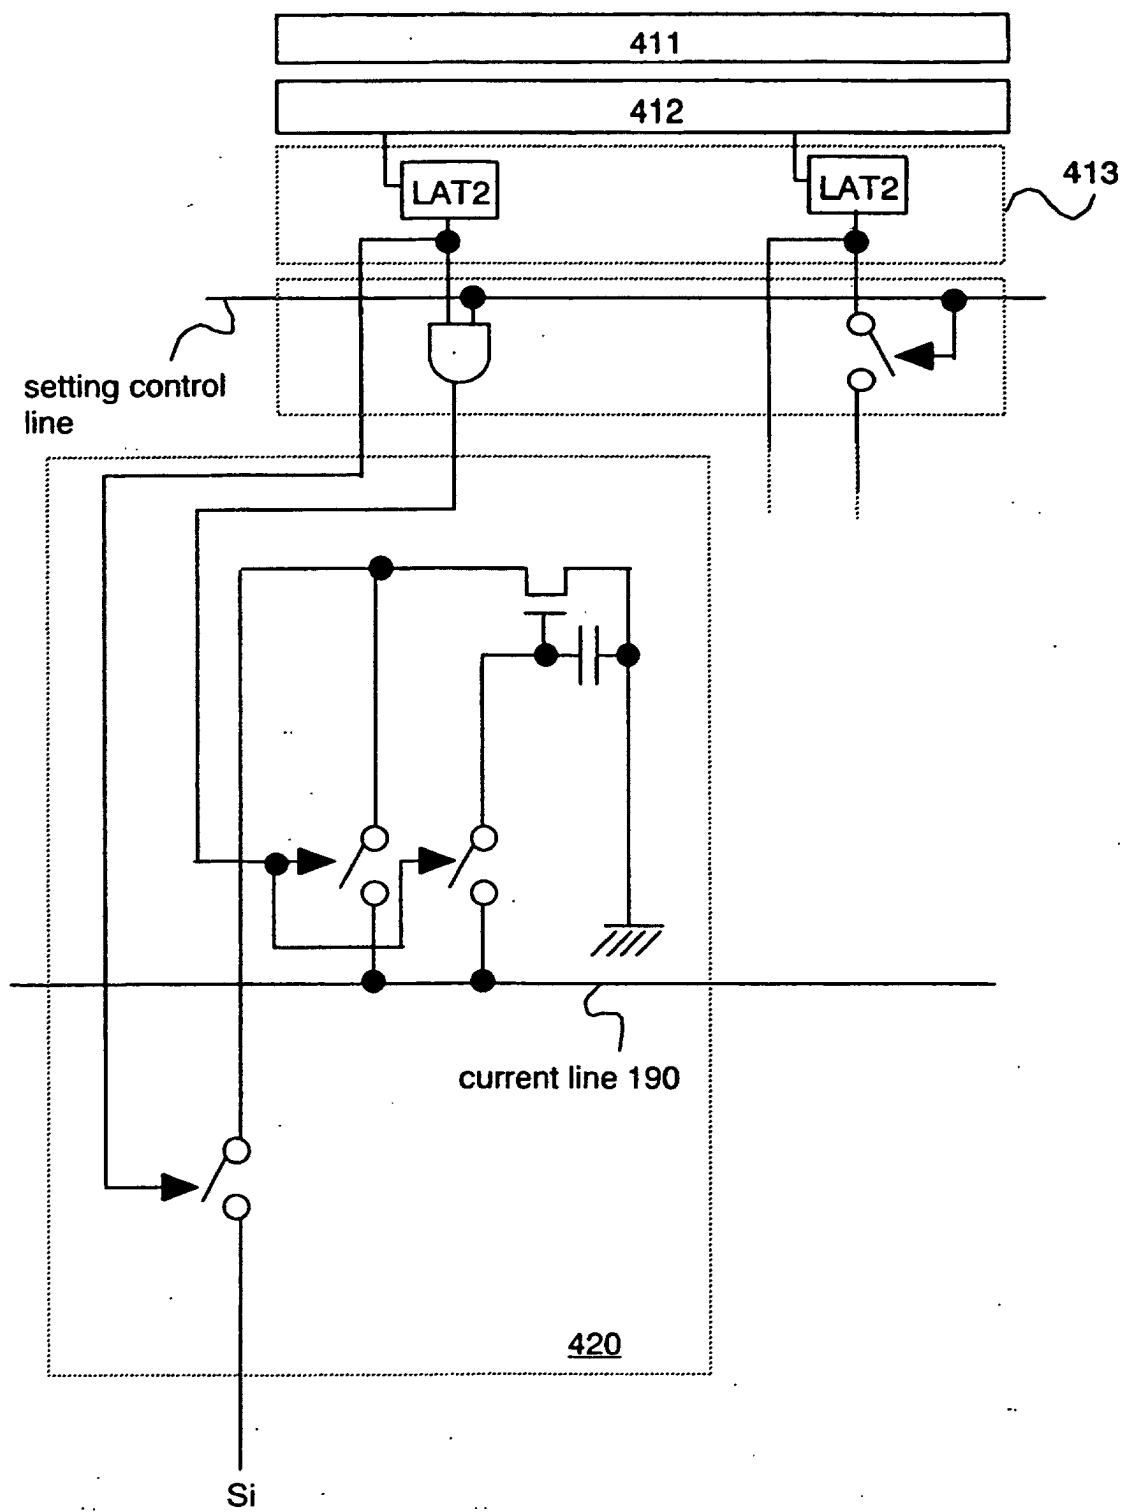 411
412
LAT2
LAT2
413
setting control
line
current line 190
420
Si